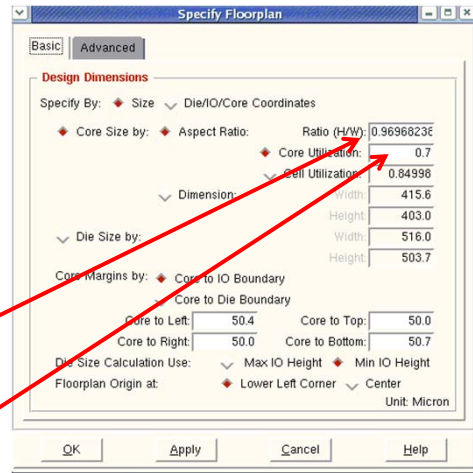 Specify Floorplan
Basic Advanced
Design Dimensions
Specify By: Size Die/IO/Core Coordinates
Core Size by: Aspect Ratio: Ratio (H/W): 0.96968236
Core Utilization: 0.7
Cell Utilization: 0.84998
Dimension: Width: 415.6
Height: 403.0
Die Size by: Width: 516.0
Height: 503.7
Core Margins by: Core to IO Boundary
Core to Die Boundary
Core to Left: 50.4 Core to Top: 50.0
Core to Right: 50.0 Core to Bottom: 50.7
Die Size Calculation Use: Max IO Height Min IO Height
Floorplan Origin at: Lower Left Corner Center
Unit: Micron
OK Apply Cancel Help